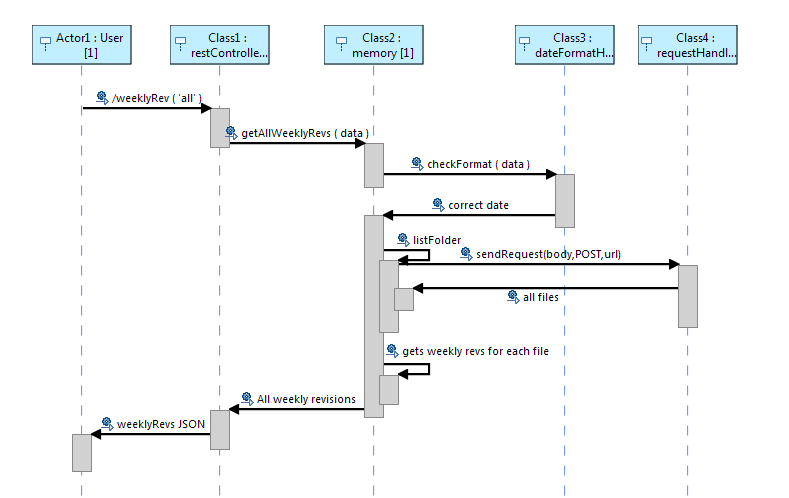 Actor1 : User
[1]
Class1 :
restControlle...
Class2 :
memory [1]
Class3 :
dateFormatH...
Class4 :
requestHandl...
/weeklyRev ( 'all' )
getAllWeeklyRevs ( data )
checkFormat ( data )
correct date
listFolder
sendRequest(body,POST,url)
all files
gets weekly revs for each file
All weekly revisions
weeklyRevs JSON